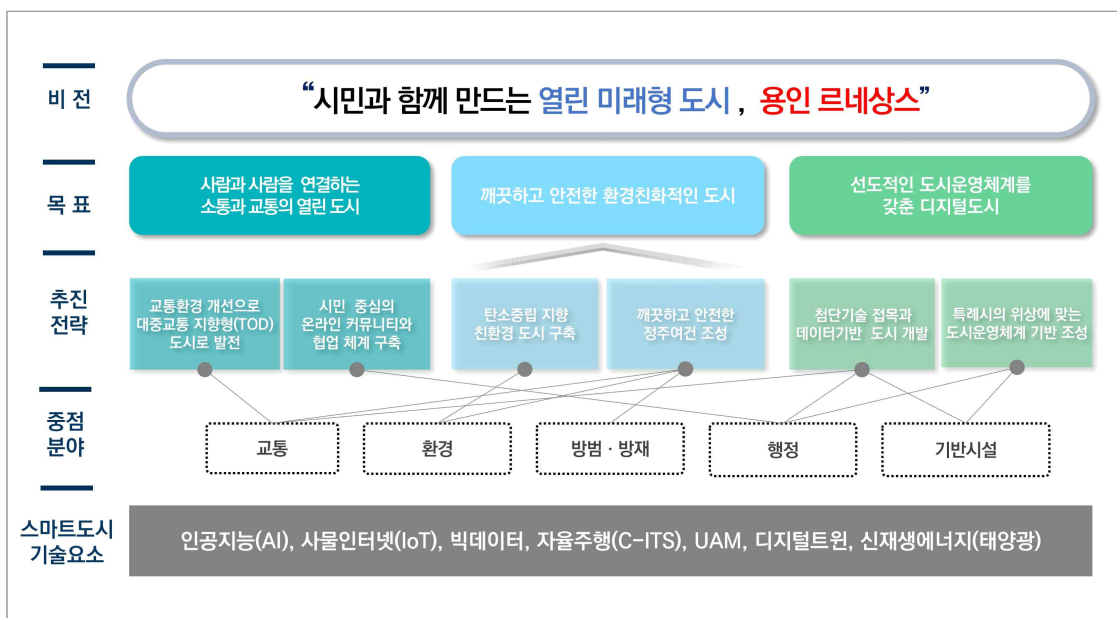 비 전
“시민과 함께 만드는 열린 미래형 도시 , 용인 르네상스”
목 표
사람과 사람을 연결하는
소통과 교통의 열린 도시
깨끗하고 안전한 환경친화적인 도시
선도적인 도시운영체계를
갖춘 디지털도시
추진
전략
교통환경 개선으로
대중교통 지향형(TOD)
도시로 발전
시민 중심의
온라인 커뮤니티와
협업 체계 구축
탄소중립 지향
친환경 도시 구축
깨끗하고 안전한
정주여건 조성
첨단기술 접목과
데이터기반 도시 개발
특례시의 위상에 맞는
도시운영체계 기반 조성
중점
분야
교통
환경
방범 · 방재
행정
기반시설
스마트도시
기술요소
인공지능(AI), 사물인터넷(IoT), 빅데이터, 자율주행(C-ITS), UAM, 디지털트윈, 신재생에너지(태양광)